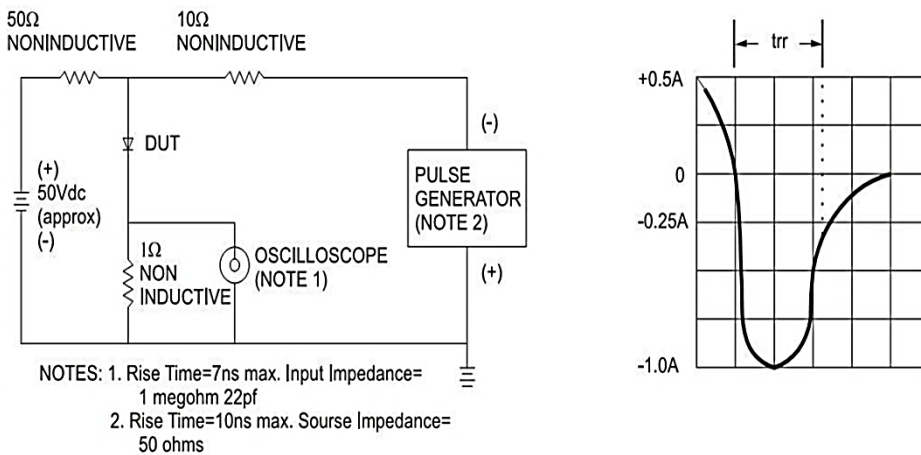 50Ω
NONINDUCTIVE
10Ω
NONINDUCTIVE
DUT
(+)
50Vdc
(approx)
(-)
1Ω
NON
INDUCTIVE
OSCILLOSCOPE
(NOTE 1)
(-)
PULSE
GENERATOR
(NOTE 2)
(+)
NOTES: 1. Rise Time=7ns max. Input Impedance=
1 megohm 22pf
2. Rise Time=10ns max. Sourse Impedance=
50 ohms
trr
+0.5A
0
-0.25A
-1.0A